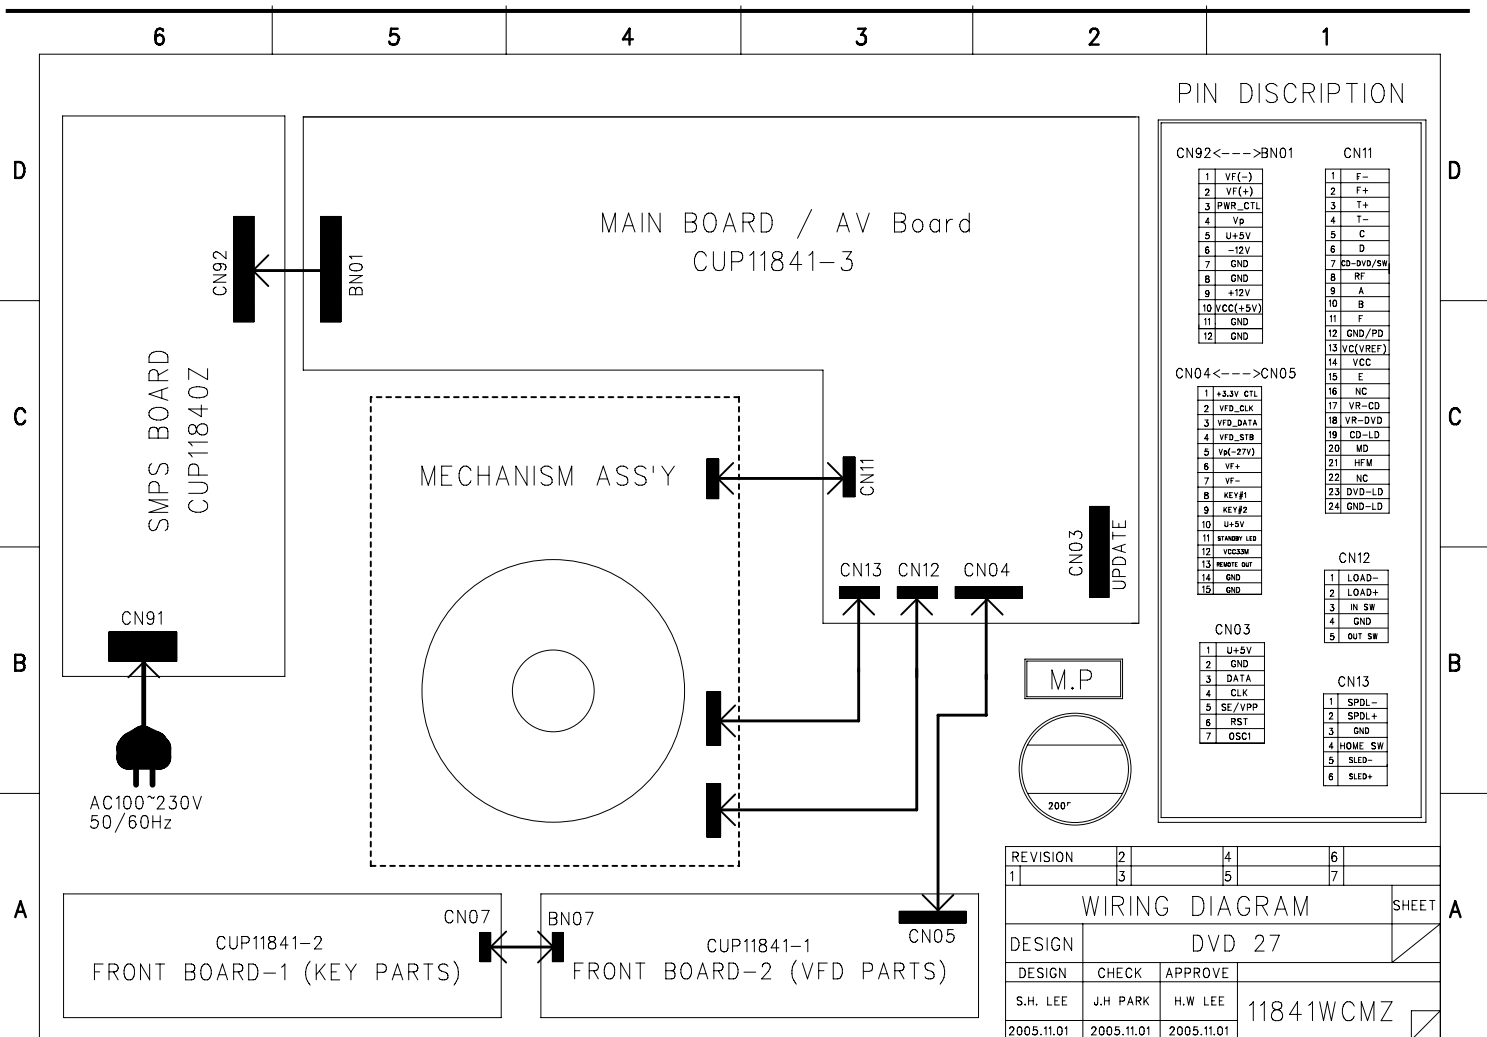 6 5 4 3 2 1
PIN DISCRIPTION
D
D
C
C
B
B
A
A
MAIN BOARD / AV Board
CUP11841-3
CN92
BN01
SMPS BOARD
CUP11840Z
MECHANISM ASS'Y
CN11
CN03
UPDATE
CN13 CN12 CN04
CN91
AC100~230V
50/60Hz
M.P
CN07
BN07
CN05
CUP11841-2
FRONT BOARD-1 (KEY PARTS)
CUP11841-1
FRONT BOARD-2 (VFD PARTS)
CN92<--->BN01
1 VF(-)
2 VF(+)
3 PWR_CTL
4 Vp
5 U+5V
6 -12V
7 GND
8 GND
9 +12V
10 VCC(+5V)
11 GND
12 GND
CN04<--->CN05
1 +3.3V CTL
2 VFD_CLK
3 VFD_DATA
4 VFD_STB
5 Vp(-27V)
6 VF+
7 VF-
8 KEY#1
9 KEY#2
10 U+5V
11 STANDBY LED
12 VCC33M
13 REMOTE OUT
14 GND
15 GND
CN03
1 U+5V
2 GND
3 DATA
4 CLK
5 SE/VPP
6 RST
7 OSC1
CN11
1 F-
2 F+
3 T+
4 T-
5 C
6 D
7 CD-DVD/SW
8 RF
9 A
10 B
11 F
12 GND/PD
13 VC(VREF)
14 VCC
15 E
16 NC
17 VR-CD
18 VR-DVD
19 CD-LD
20 MD
21 HFM
22 NC
23 DVD-LD
24 GND-LD
CN12
1 LOAD-
2 LOAD+
3 IN SW
4 GND
5 OUT SW
CN13
1 SPDL-
2 SPDL+
3 GND
4 HOME SW
5 SLED-
6 SLED+
REVISION 2 4 6
1 3 5 7
WIRING DIAGRAM SHEET
DESIGN DVD 27
DESIGN CHECK APPROVE
S.H. LEE J.H PARK H.W LEE 11841WCMZ
2005.11.01 2005.11.01 2005.11.01